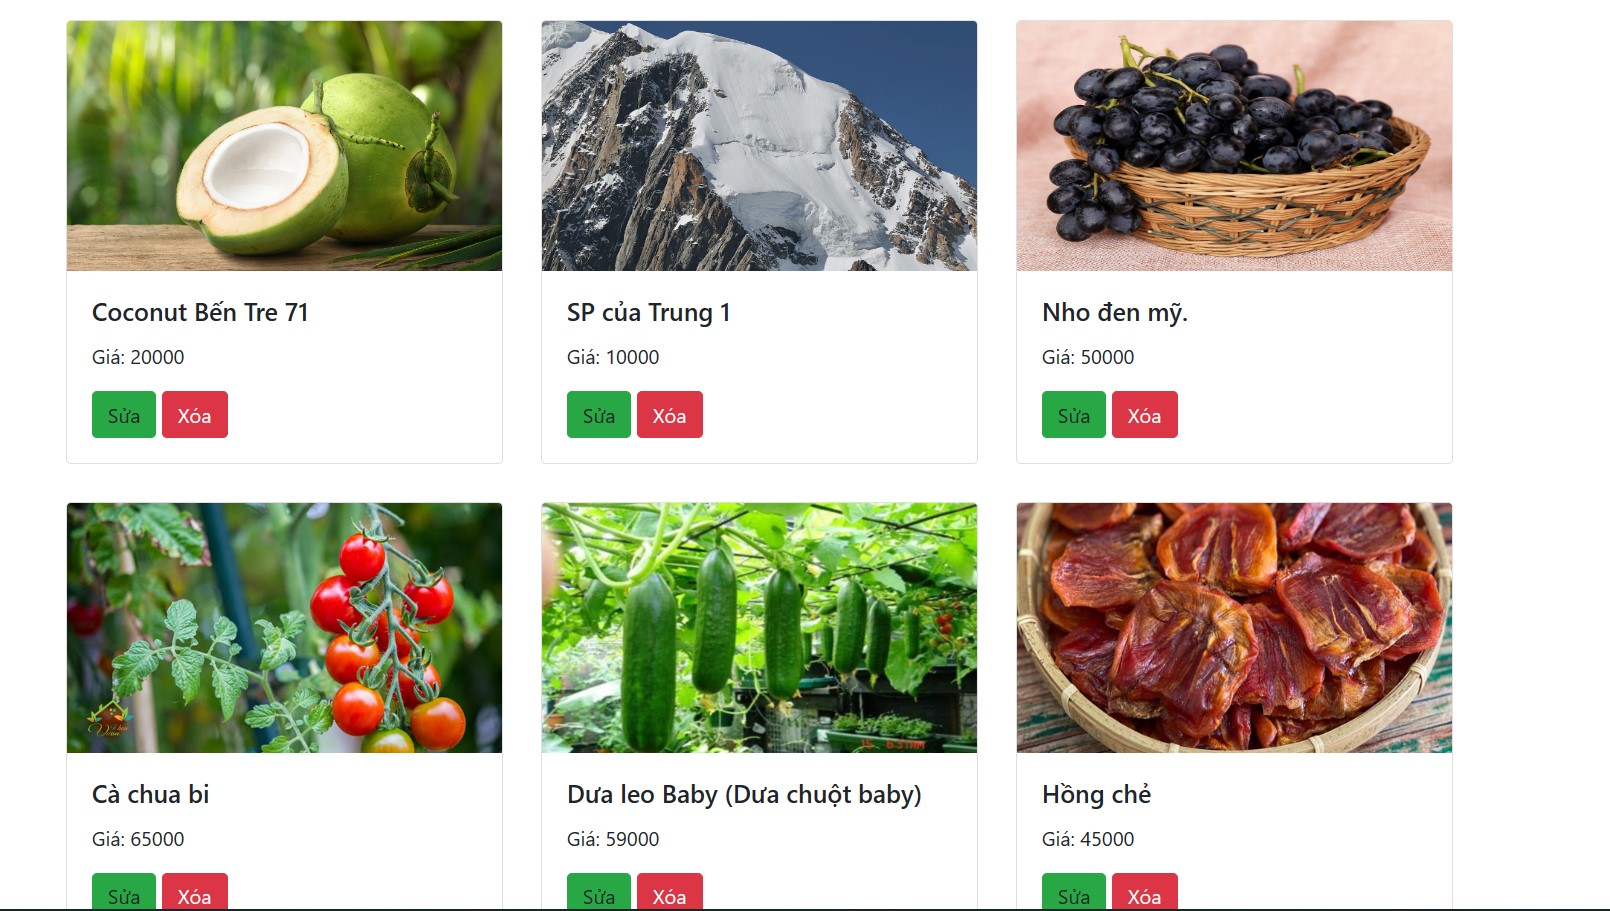 Coconut Bến Tre 71
Giá: 20000
Sửa Xóa
SP của Trung 1
Giá: 10000
Sửa Xóa
Nho đen mỹ.
Giá: 50000
Sửa Xóa
Cà chua bi
Giá: 65000
Sửa Xóa
Dưa leo Baby (Dưa chuột baby)
Giá: 59000
Sửa Xóa
Hồng chẻ
Giá: 45000
Sửa Xóa